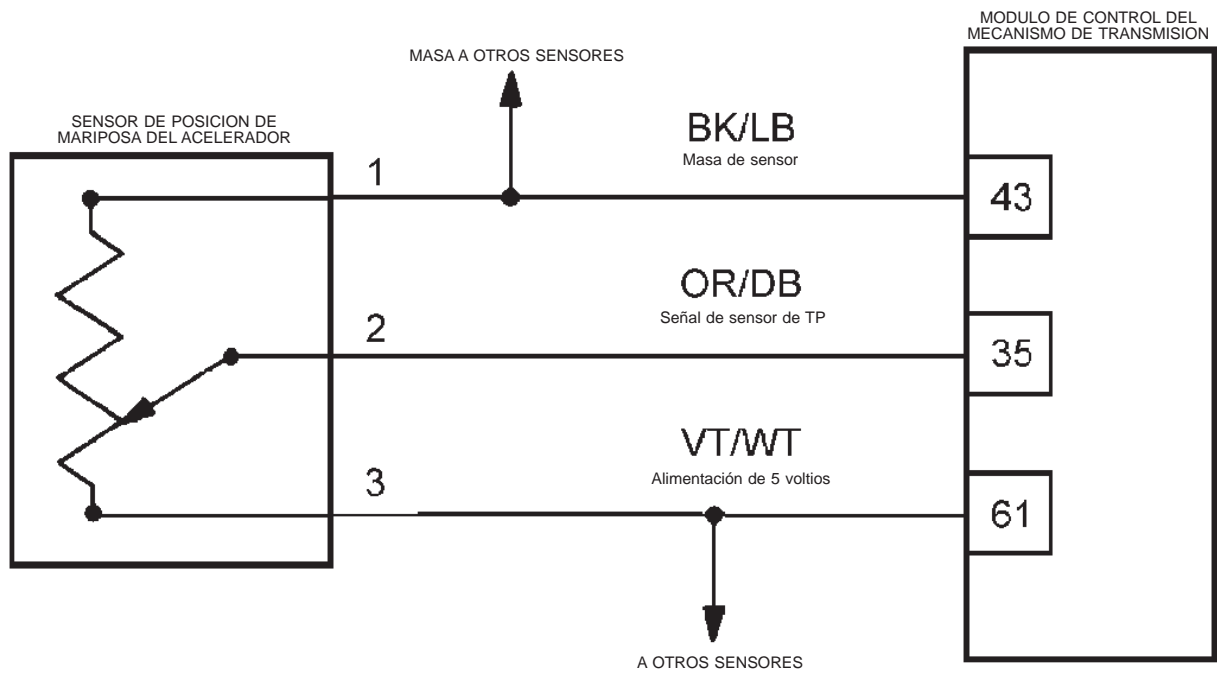 MODULO DE CONTROL DEL
MECANISMO DE TRANSMISION
MASA A OTROS SENSORES
SENSOR DE POSICION DE
MARIPOSA DEL ACELERADOR
BK/LB
Masa de sensor
1
43
OR/DB
Señal de sensor de TP
2
35
VT/WT
Alimentación de 5 voltios
3
61
A OTROS SENSORES